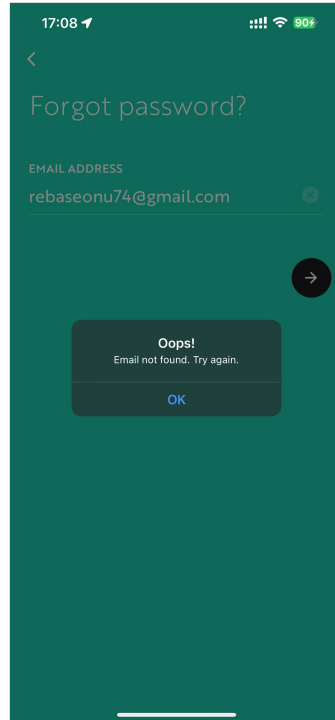 17:08
90
Forgot password?
EMAIL ADDRESS
rebaseonu74@gmail.com
Oops!
Email not found. Try again.
OK